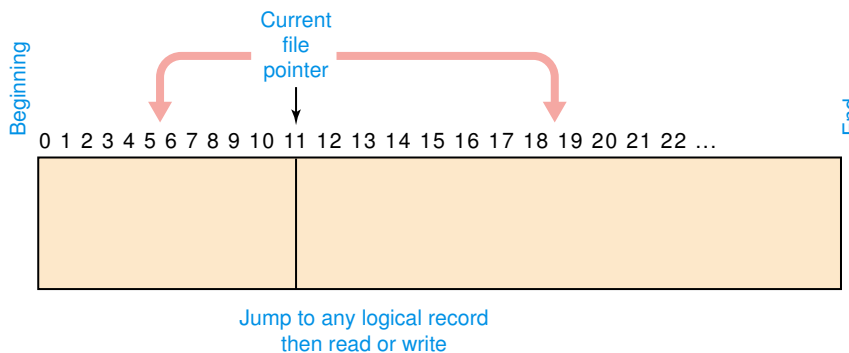 Current
file
pointer
Beginning
End
0 1 2 3 4 5 6 7 8 9 10 11 12 13 14 15 16 17 18 19 20 21 22 ...
Jump to any logical record
then read or write